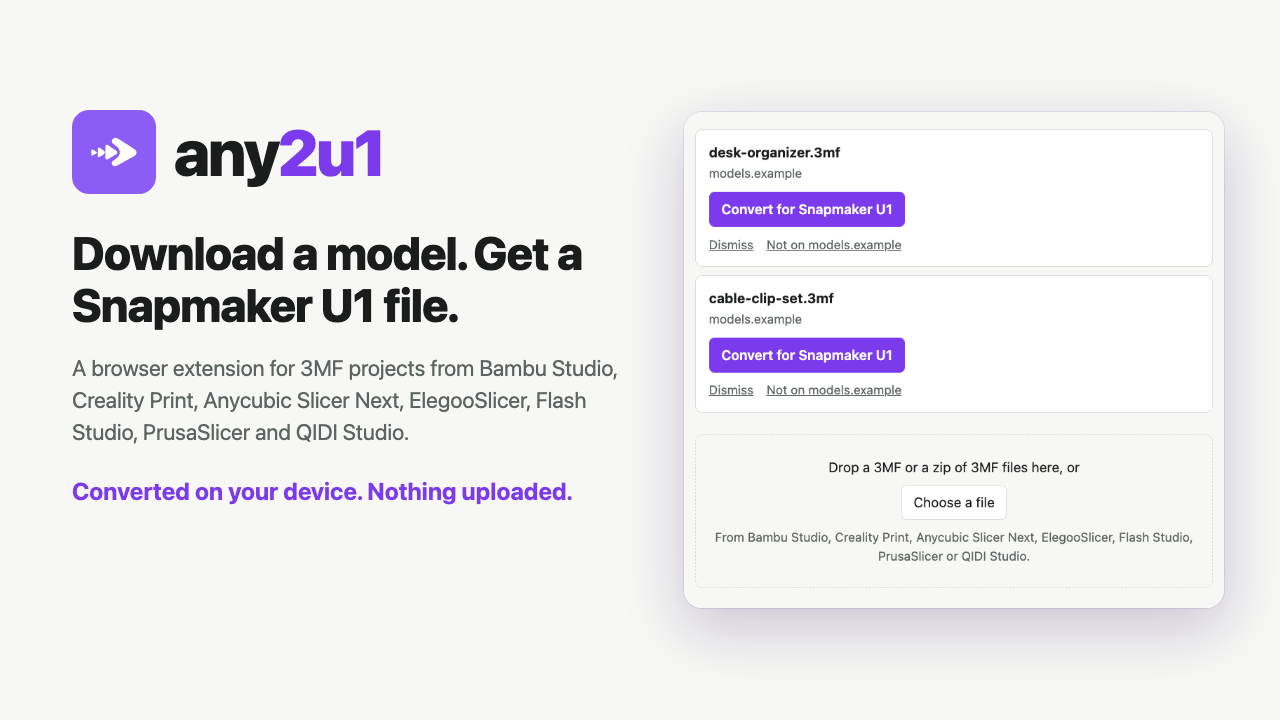 any2u1
Download a model. Get a
Snapmaker U1 file.
A browser extension for 3MF projects from Bambu Studio,
Creality Print, Anycubic Slicer Next, ElegooSlicer, Flash
Studio, PrusaSlicer and QIDI Studio.
Converted on your device. Nothing uploaded.
desk-organizer.3mf
models.example
Convert for Snapmaker U1
Dismiss Not on models.example
cable-clip-set.3mf
models.example
Convert for Snapmaker U1
Dismiss Not on models.example
Drop a 3MF or a zip of 3MF files here, or
Choose a file
From Bambu Studio, Creality Print, Anycubic Slicer Next, ElegooSlicer, Flash Studio,
PrusaSlicer or QIDI Studio.